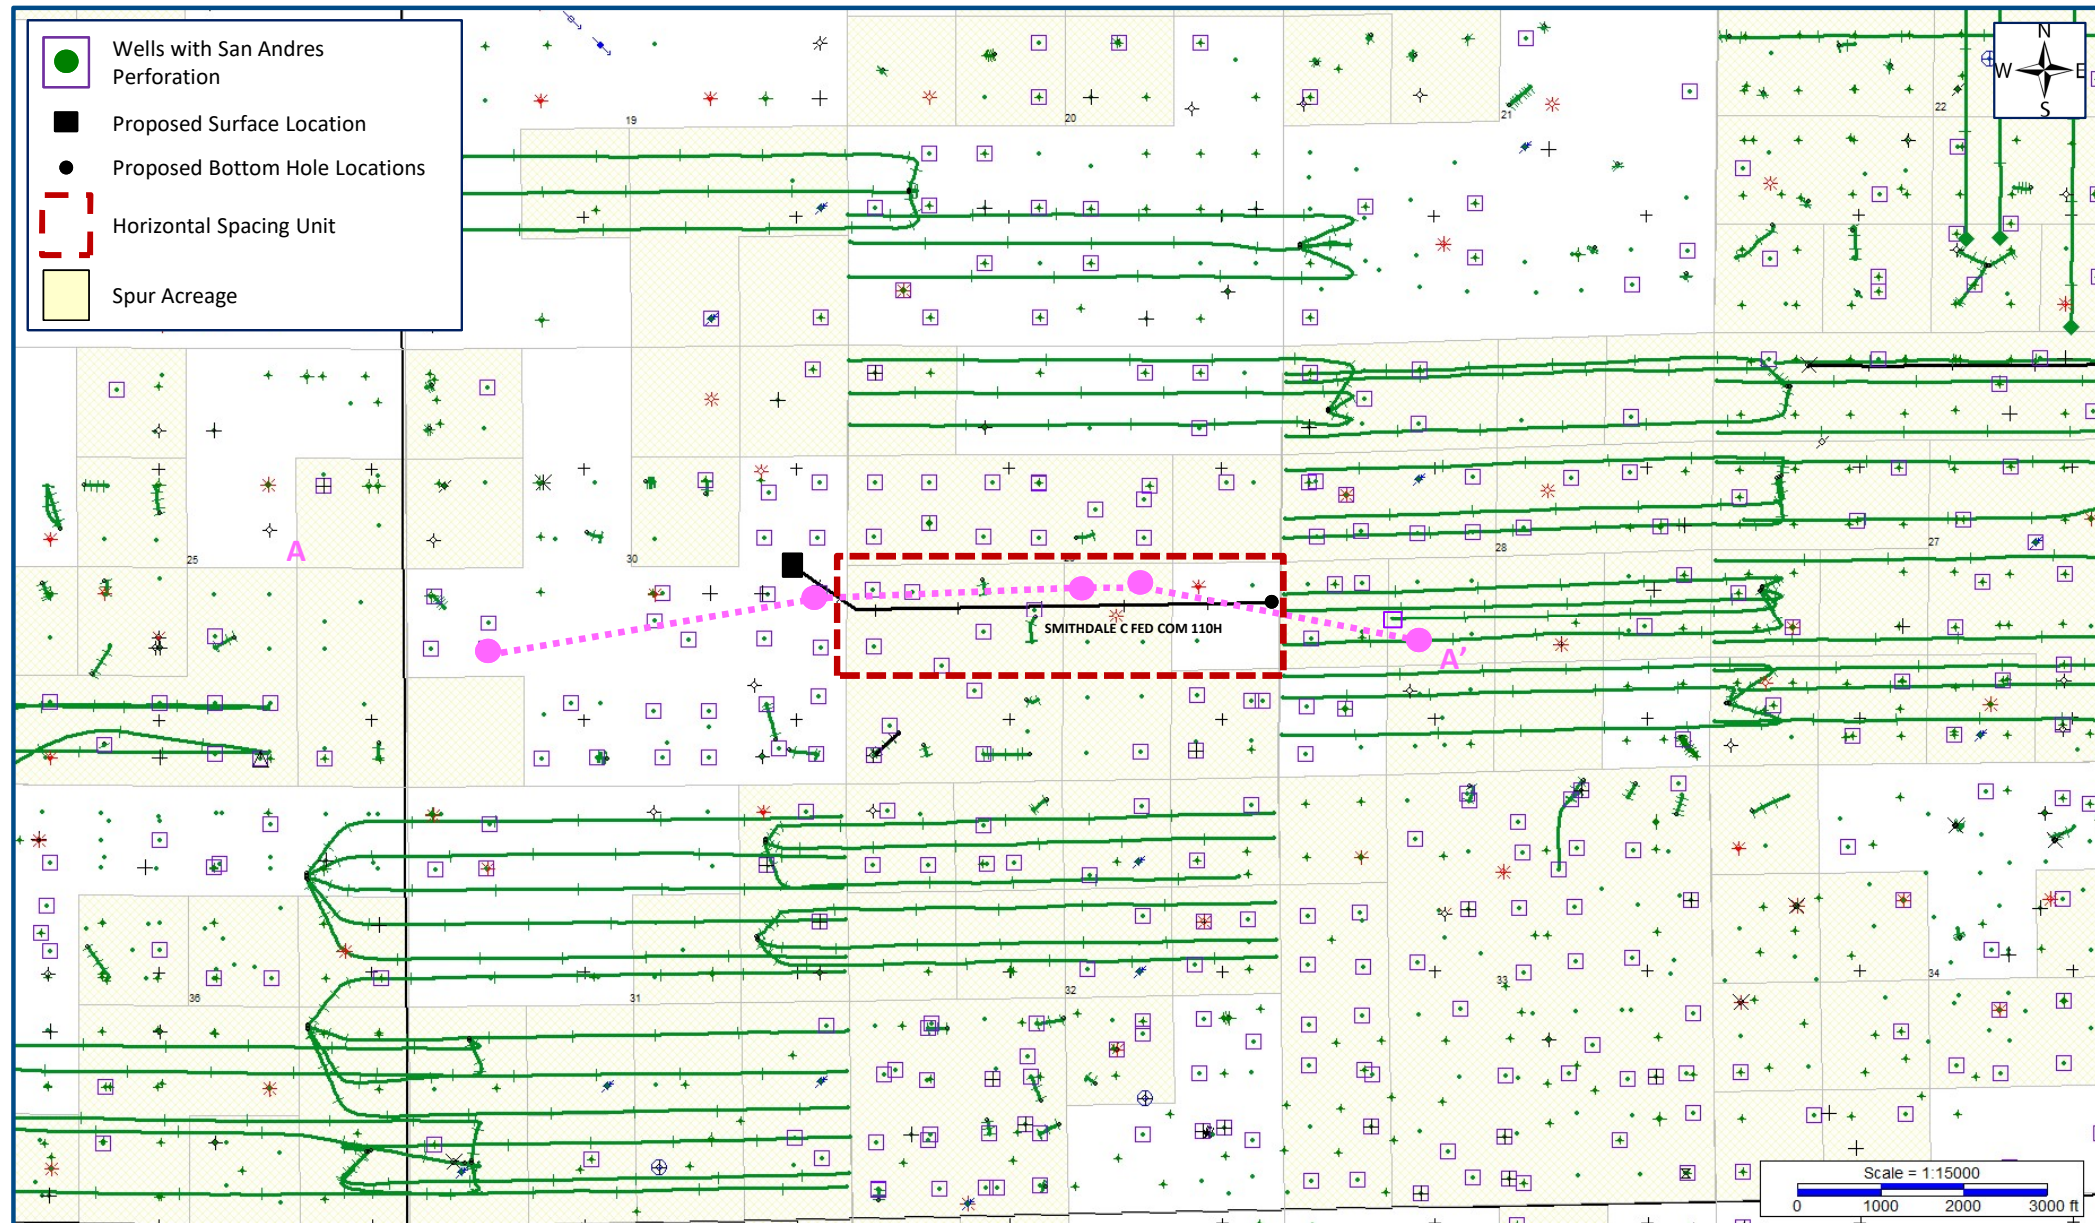 Wells with San Andres
Perforation
Proposed Surface Location
Proposed Bottom Hole Locations
Horizontal Spacing Unit
Spur Acreage
N
W E
S
19
20
21
22
25
30
28
27
A
SMITHDALE C FED COM 110H
A’
36
31
32
33
34
Scale = 1:15000
0 1000 2000 3000 ft